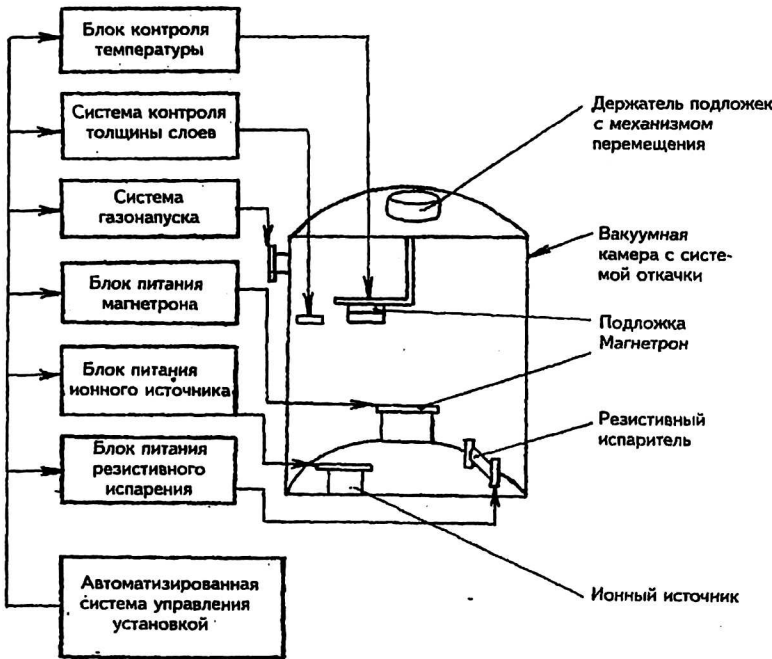 Блок контроля
температуры
Система контроля
толщины слоев
Система
газонапуска
Блок питания
магнетрона
Блок питания
ионного источника
Блок питания
резистивного
испарения
Автоматизированная
система управления
установкой
Держатель подложек
с механизмом
перемещения
Вакуумная
камера с систе-
мой откачки
Подложка
Магнетрон
Резистивный
испаритель
Ионный источник